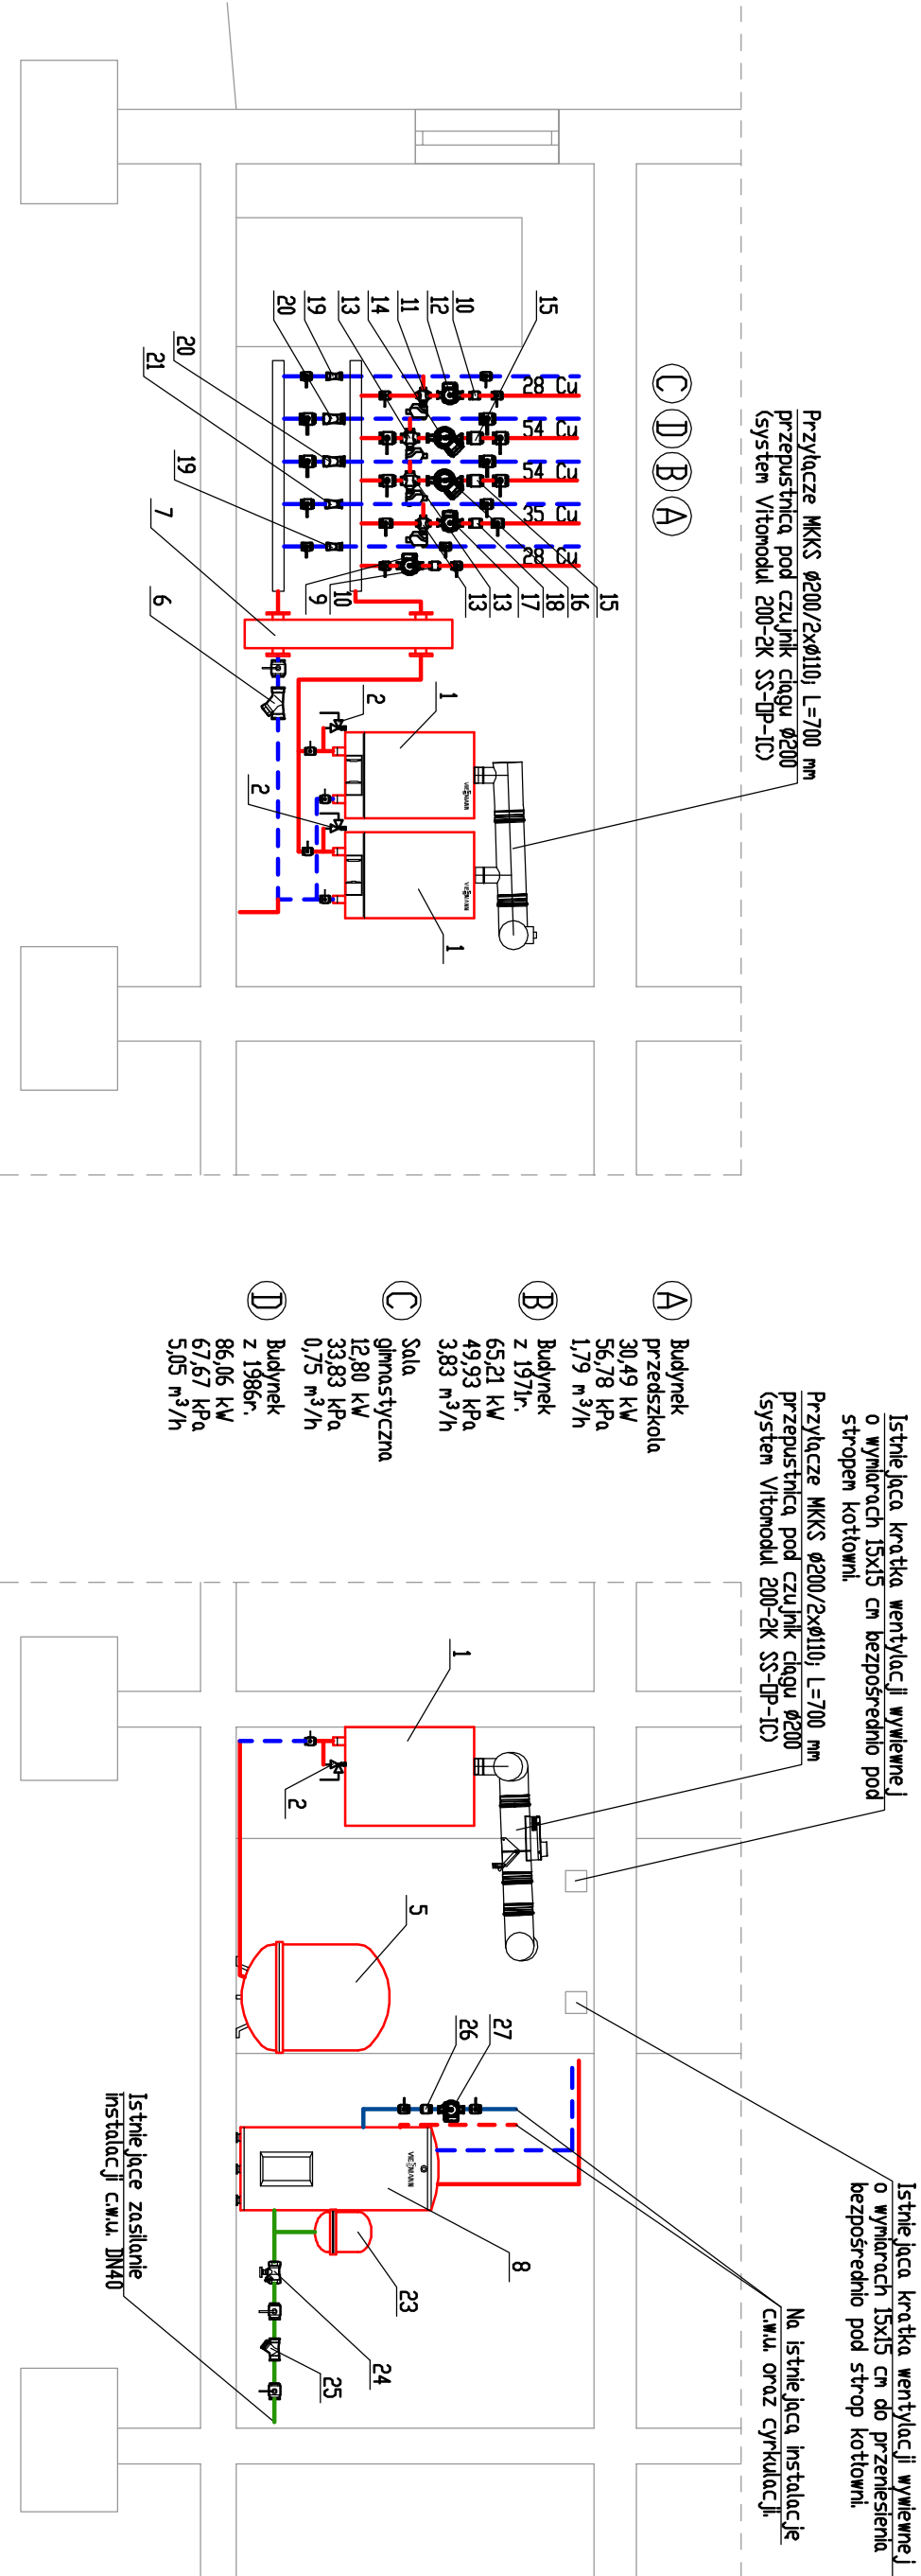 Przyłącze MKKS ø200/2xø110; L=700 mm
przepustnicą pod czujnik ciągu ø200
(system Vitomodul 200-2K SS-DP-IC)
C D B A
15
10
12
11
14
13
19
20
28 Cu
54 Cu
54 Cu
35 Cu
28 Cu
20
21
19
7
6
9
10
13
13
17
18
16
15
2
1
2
1
VIESMANN
VIESMANN
A
Budynek
przedszkola
30,49 kW
56,78 kPa
1,79 m³/h
B
Budynek
z 1971r.
65,21 kW
49,93 kPa
3,83 m³/h
C
Sala
gimnastyczna
12,80 kW
33,83 kPa
0,75 m³/h
D
Budynek
z 1986r.
86,06 kW
67,67 kPa
5,05 m³/h
Istniejąca kratka wentylacji wywiewnej
o wymiarach 15x15 cm bezpośrednio pod
stropem kotłowni.
Przyłącze MKKS ø200/2xø110; L=700 mm
przepustnicą pod czujnik ciągu ø200
(system Vitomodul 200-2K SS-DP-IC)
Istniejąca kratka wentylacji wywiewnej
o wymiarach 15x15 cm do przeniesienia
bezpośrednio pod strop kotłowni.
Na istniejącą instalację
c.w.u. oraz cyrkulacji.
1
2
5
27
26
VIESMANN
8
23
24
25
Istniejące zasilanie
instalacji c.w.u. DN40